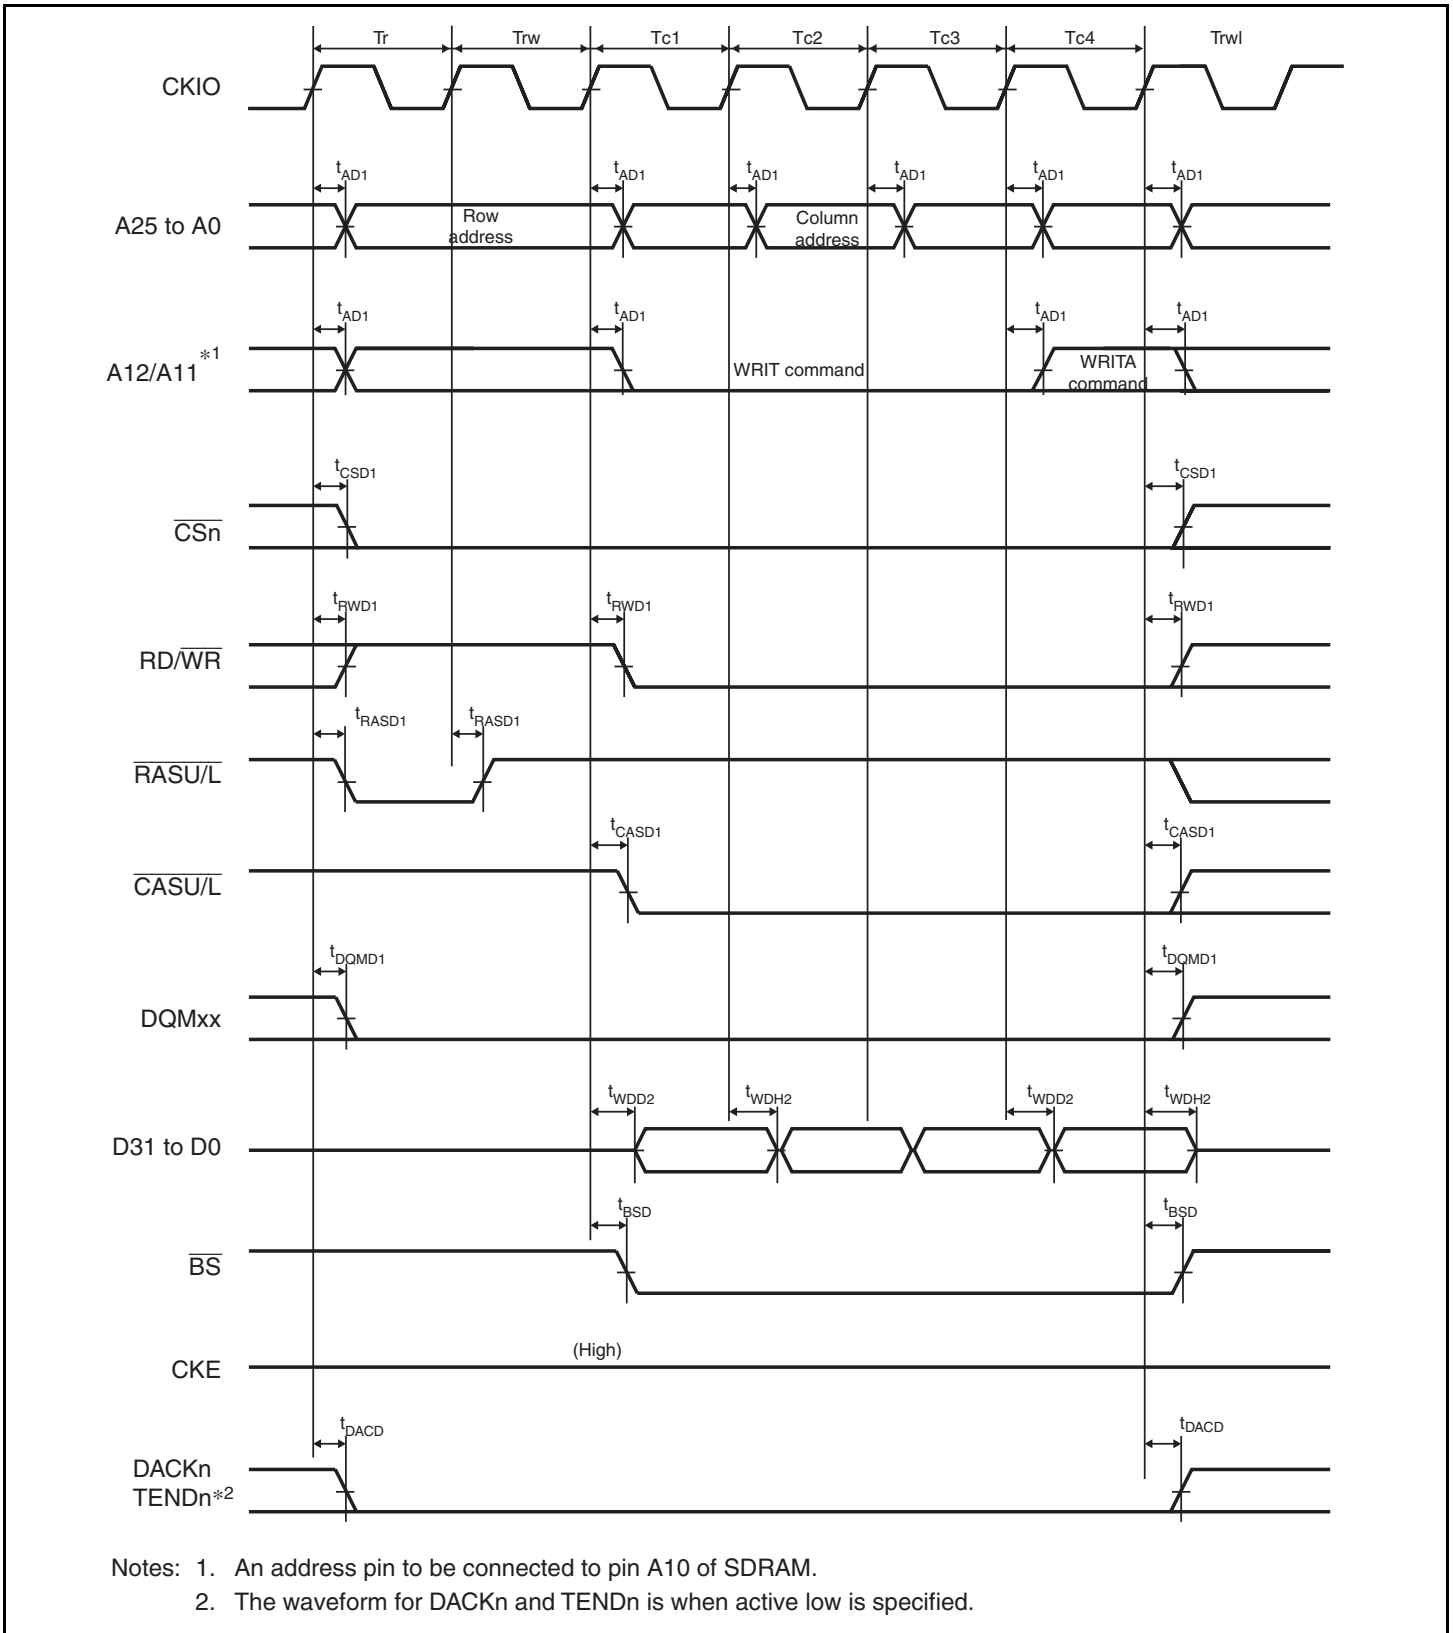 Tr Trw Tc1 Tc2 Tc3 Tc4 Trwl
CKIO
tAD1 tAD1 tAD1 tAD1 tAD1 tAD1
A25 to A0
Row address
Column address
tAD1 tAD1 tAD1 tAD1
A12/A11*1
WRIT command
WRITA command
tCSD1 tCSD1
CSn
tRWD1 tRWD1 tRWD1
RD/WR
tRASD1 tRASD1
RASU/L
tCASD1 tCASD1
CASU/L
tDQMD1 tDQMD1
DQMxx
tWDD2 tWDH2 tWDD2 tWDH2
D31 to D0
tBSD tBSD
BS
(High)
CKE
tDACD tDACD
DACKn
TENDn*2
Notes: 1. An address pin to be connected to pin A10 of SDRAM.
2. The waveform for DACKn and TENDn is when active low is specified.